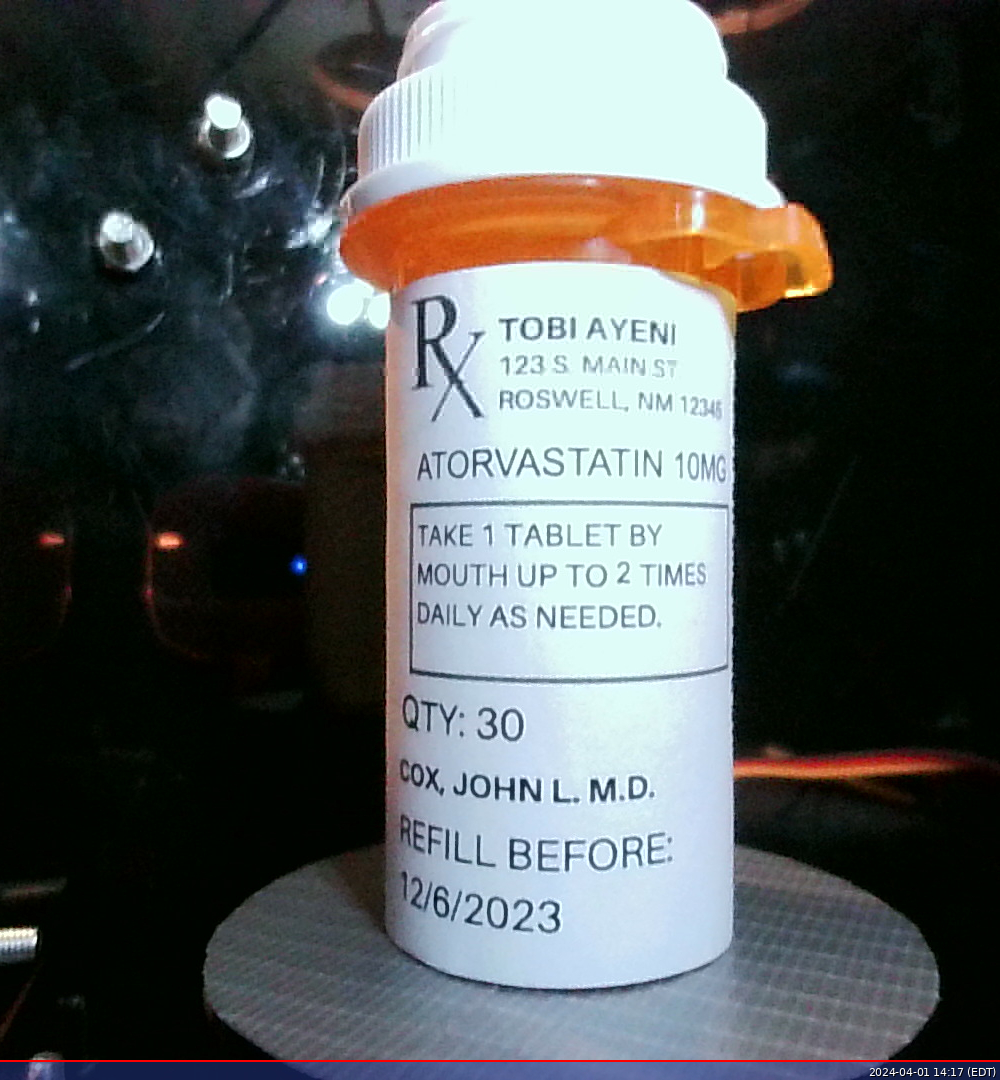 Rx
TOBI AYENI
123 S. MAIN ST
ROSWELL, NM 12345
ATORVASTATIN 10MG
TAKE 1 TABLET BY
MOUTH UP TO 2 TIMES
DAILY AS NEEDED.
QTY: 30
COX, JOHN L. M.D.
REFILL BEFORE:
12/6/2023
2024-04-01 14:17 (EDT)